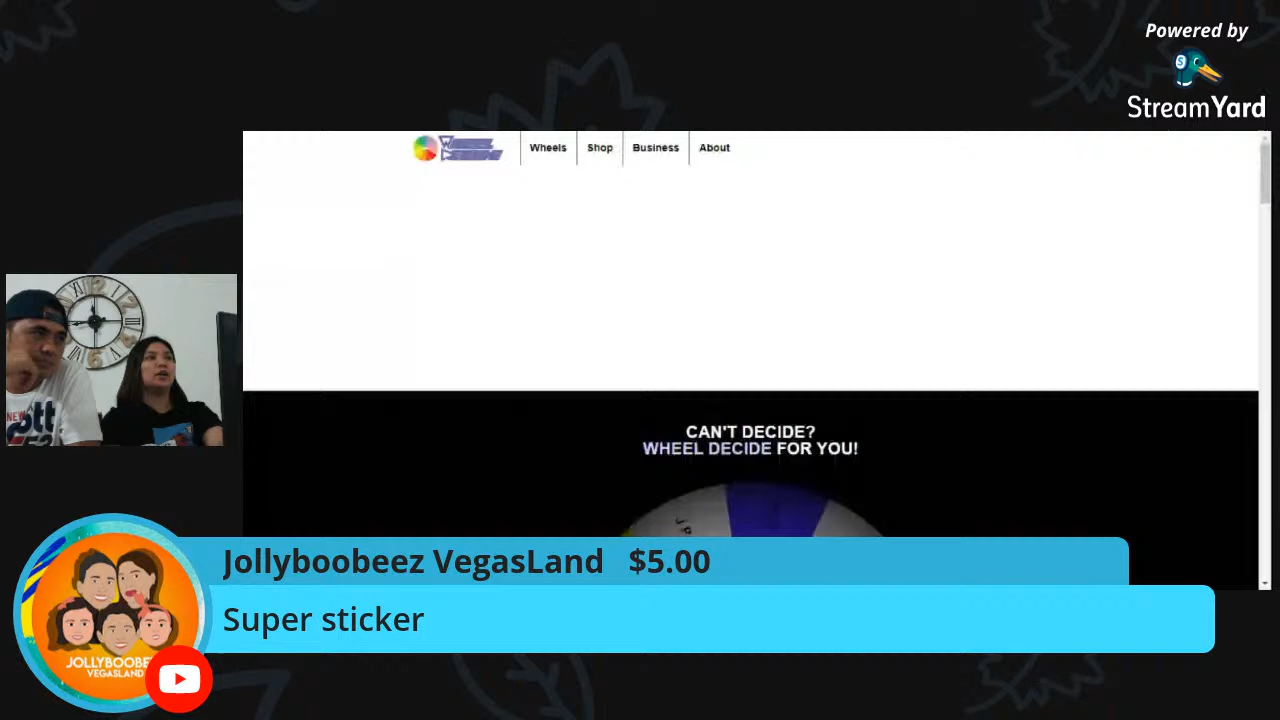 Powered by
StreamYard
Wheels
Shop
Business
About
CAN'T DECIDE?
WHEEL DECIDE FOR YOU!
NEW
Jollyboobeez VegasLand $5.00
Super sticker
JOLLYBOOBEEZ
VEGASLAND